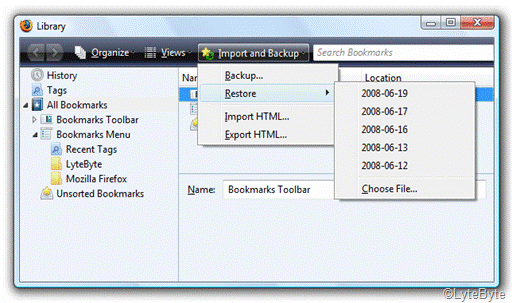 Library
Organize Views Import and Backup Search Bookmarks
History
Tags
All Bookmarks
Bookmarks Toolbar
Bookmarks Menu
Recent Tags
LyteByte
Mozilla Firefox
Unsorted Bookmarks
Na
Location
Backup...
Restore
Import HTML...
Export HTML...
2008-06-19
2008-06-17
2008-06-16
2008-06-13
2008-06-12
Choose File...
Name: Bookmarks Toolbar
©LyteByte